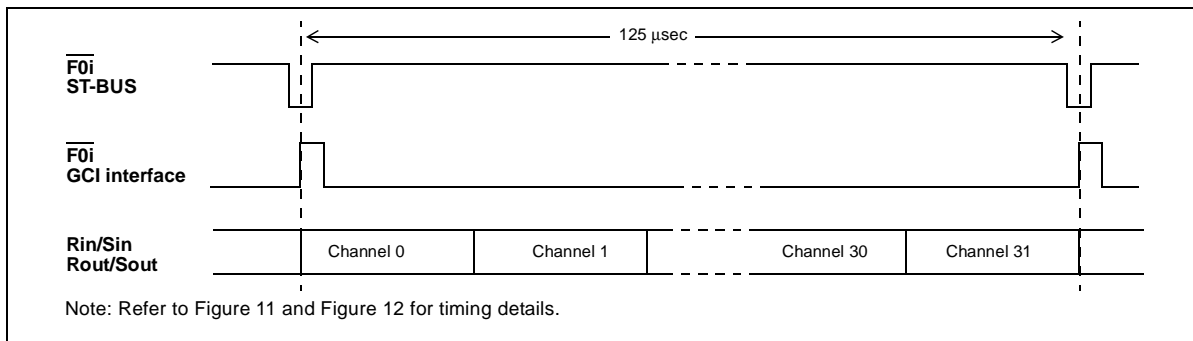 125 μsec
F0i
ST-BUS
F0i
GCI interface
Rin/Sin
Rout/Sout
Channel 0
Channel 1
Channel 30
Channel 31
Note: Refer to Figure 11 and Figure 12 for timing details.